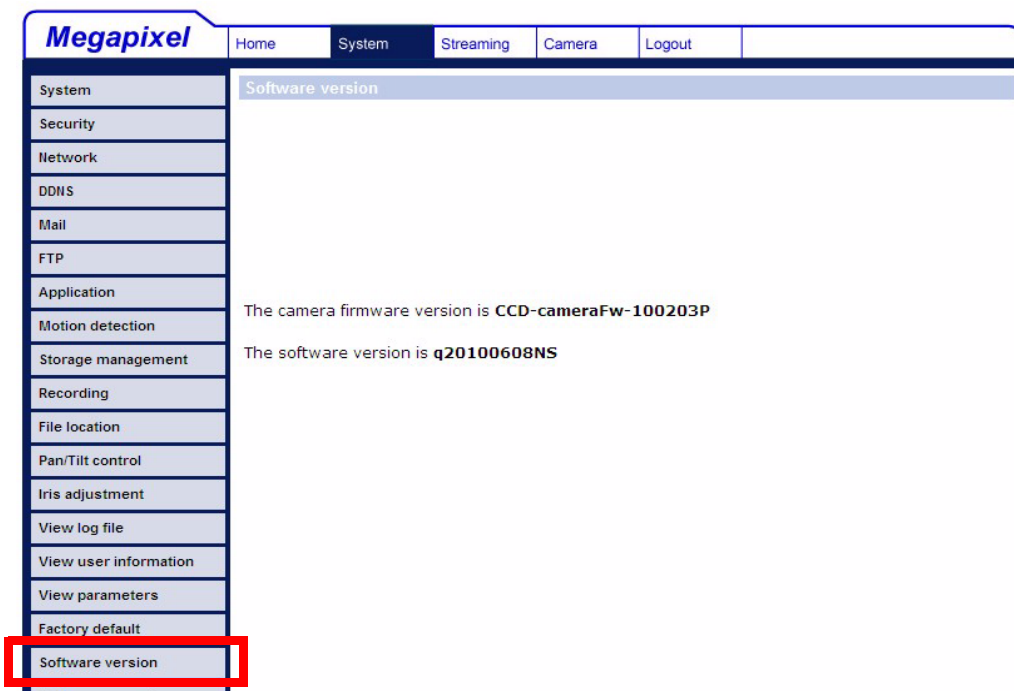 Megapixel
Home System Streaming Camera Logout
Software version
System
Security
Network
DDNS
Mail
FTP
Application
Motion detection
Storage management
Recording
File location
Pan/Tilt control
Iris adjustment
View log file
View user information
View parameters
Factory default
Software version
The camera firmware version is CCD-cameraFw-100203P
The software version is q20100608NS